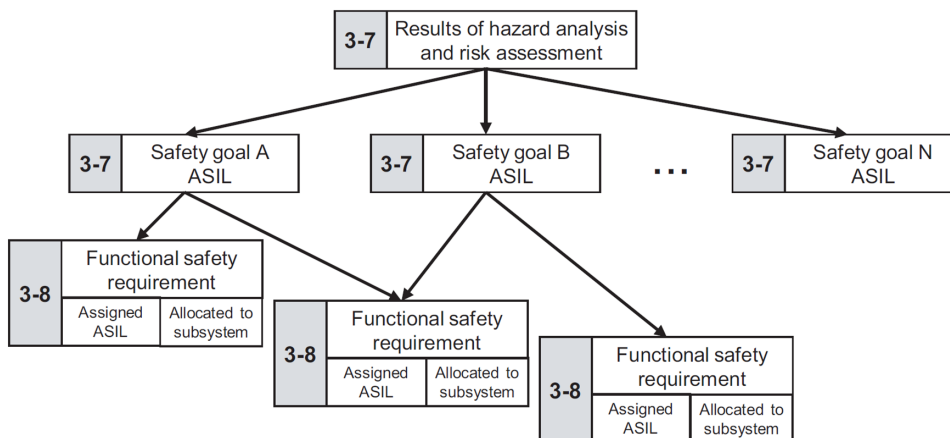 3-7
Results of hazard analysis
and risk assessment
3-7
Safety goal A
ASIL
3-7
Safety goal B
ASIL
...
3-7
Safety goal N
ASIL
3-8
Functional safety
requirement
Assigned
ASIL
Allocated to
subsystem
3-8
Functional safety
requirement
Assigned
ASIL
Allocated to
subsystem
3-8
Functional safety
requirement
Assigned
ASIL
Allocated to
subsystem